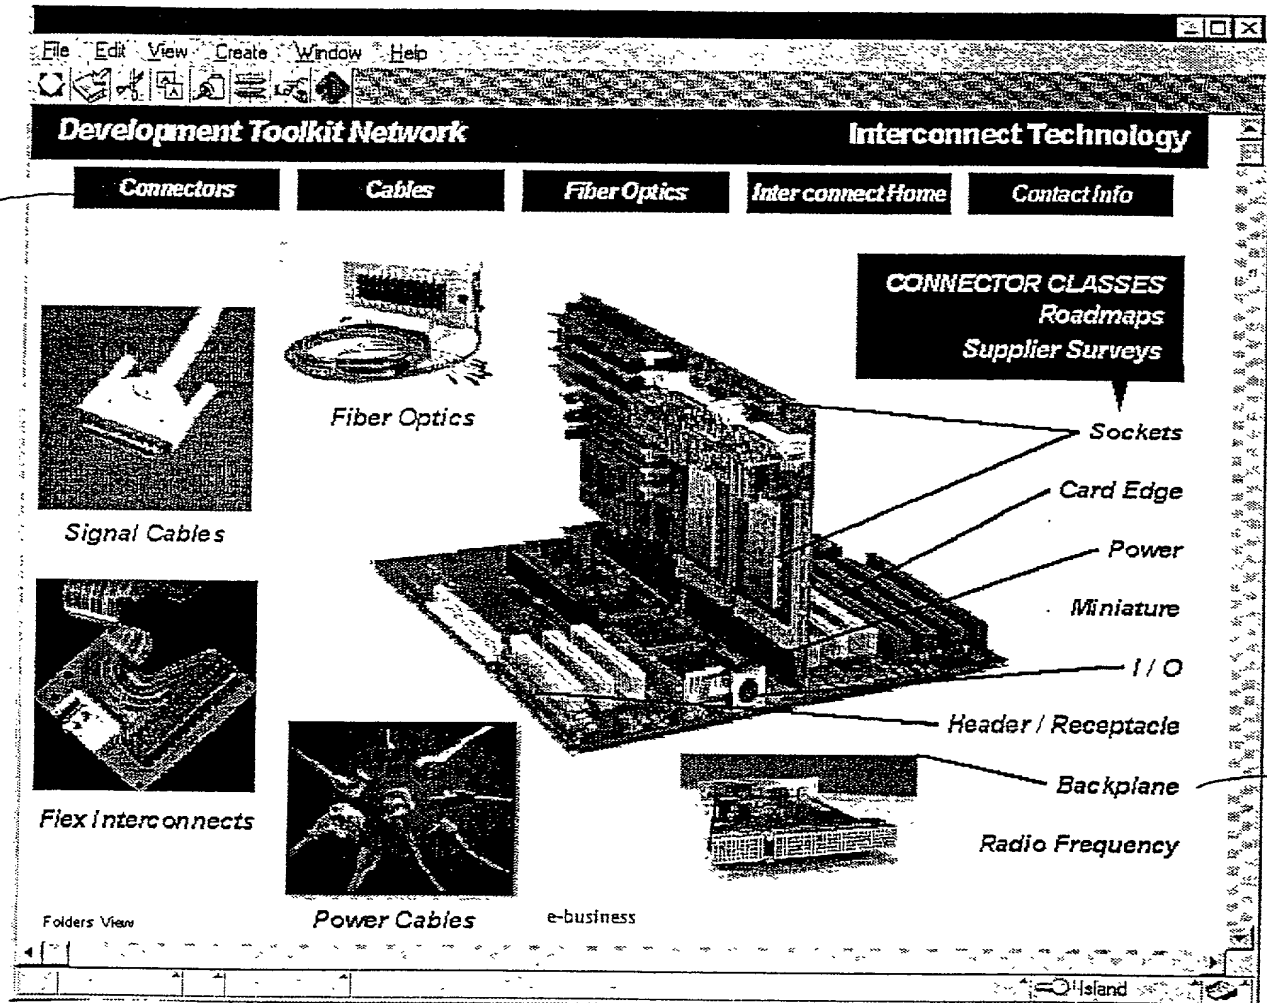 File Edit View Create Window Help
Development Toolkit Network Interconnect Technology
Connectors Cables Fiber Optics Interconnect Home Contact Info
CONNECTOR CLASSES
Roadmaps
Supplier Surveys
Fiber Optics
Sockets
Card Edge
Signal Cables
Power
Miniature
I / O
Header / Receptacle
Backplane
Flex Interconnects
Radio Frequency
Power Cables
e-business
Folders View
Island